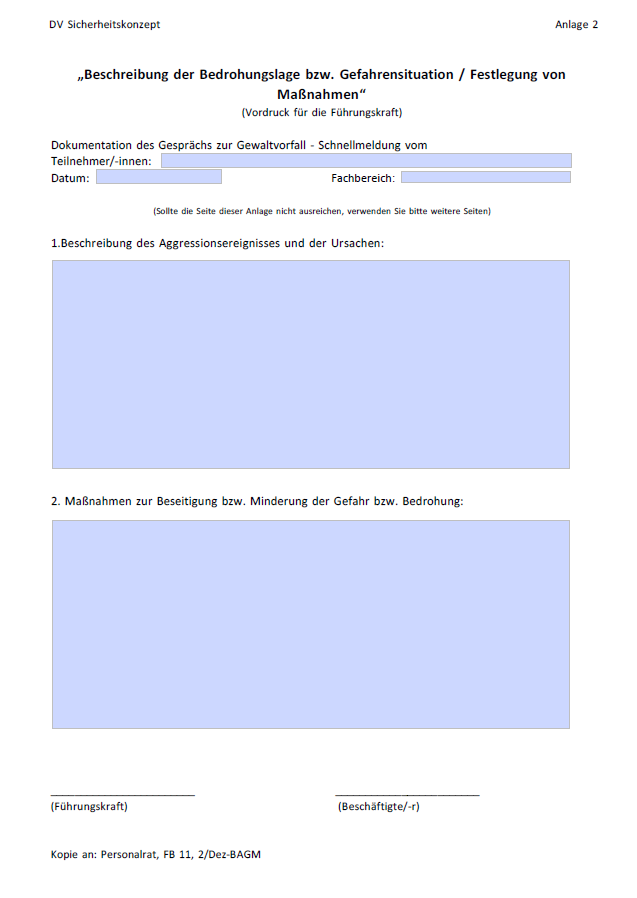 DV Sicherheitskonzept Anlage 2
„Beschreibung der Bedrohungslage bzw. Gefahrensituation / Festlegung von
Maßnahmen“
(Vordruck für die Führungskraft)
Dokumentation des Gesprächs zur Gewaltvorfall - Schnellmeldung vom
Teilnehmer/-innen:
Datum: Fachbereich:
(Sollte die Seite dieser Anlage nicht ausreichen, verwenden Sie bitte weitere Seiten)
1.Beschreibung des Aggressionsereignisses und der Ursachen:
2. Maßnahmen zur Beseitigung bzw. Minderung der Gefahr bzw. Bedrohung:
(Führungskraft) (Beschäftigte/-r)
Kopie an: Personalrat, FB 11, 2/Dez-BAGM